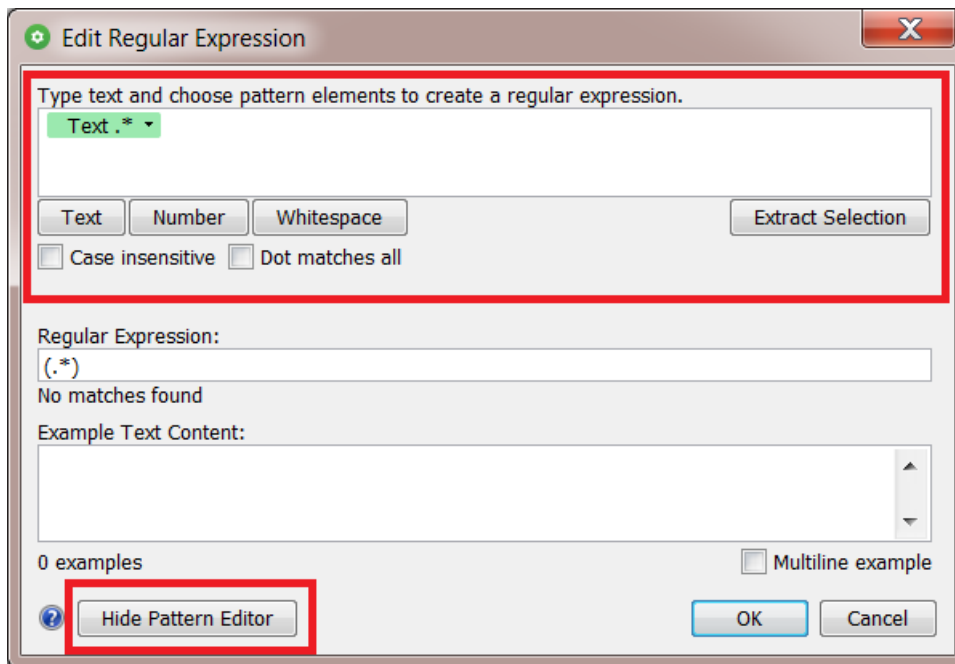 Edit Regular Expression
Type text and choose pattern elements to create a regular expression.
Text .*
Text Number Whitespace Extract Selection
Case insensitive Dot matches all
Regular Expression:
(.*)
No matches found
Example Text Content:
0 examples Multiline example
? Hide Pattern Editor OK Cancel